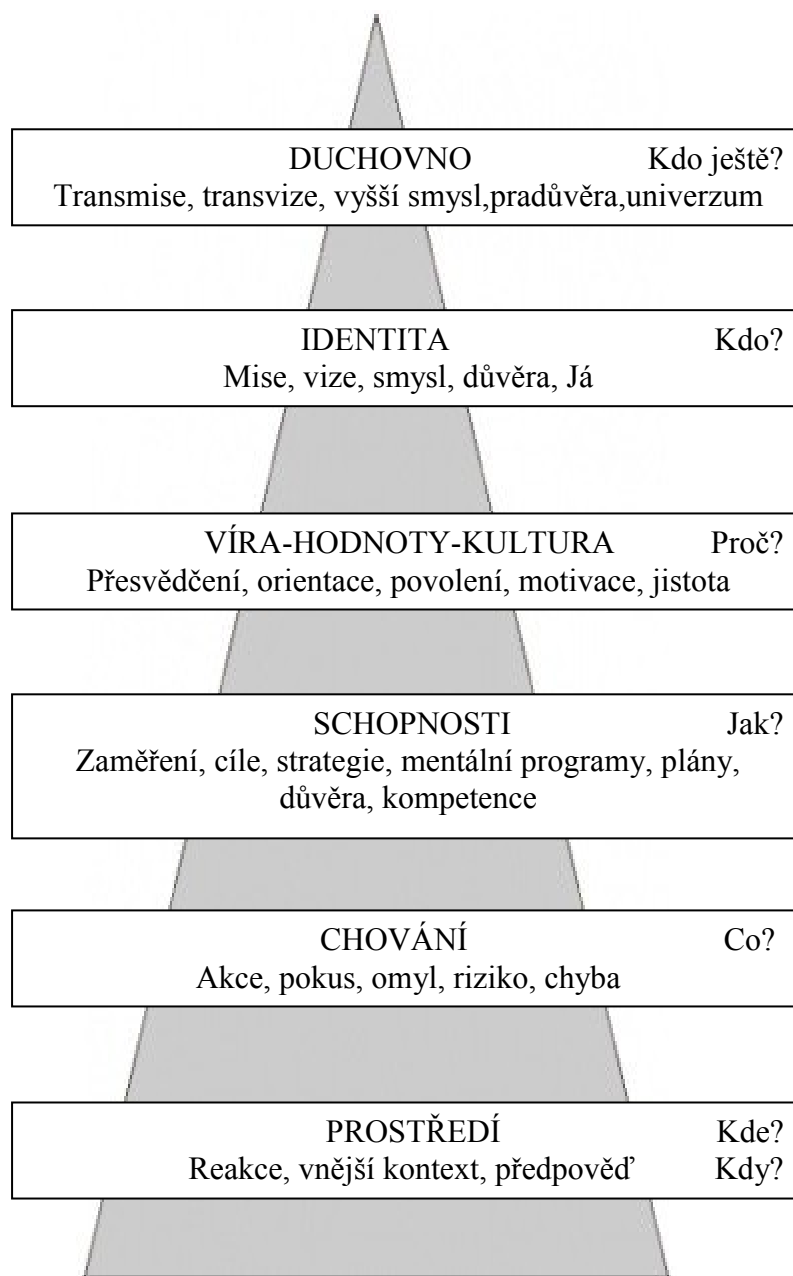 DUCHOVNO Kdo ještě?
Transmise, transvize, vyšší smysl,pradůvěra,univerzum
IDENTITA Kdo?
Mise, vize, smysl, důvěra, Já
VÍRA-HODNOTY-KULTURA Proč?
Přesvědčení, orientace, povolení, motivace, jistota
SCHOPNOSTI Jak?
Zaměření, cíle, strategie, mentální programy, plány,
důvěra, kompetence
CHOVÁNÍ Co?
Akce, pokus, omyl, riziko, chyba
PROSTŘEDÍ Kde?
Reakce, vnější kontext, předpověď Kdy?